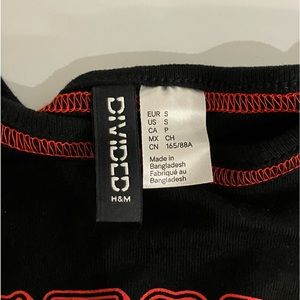 DIVIDED
H&M
EUR S
US S
CA P
MX CH
CN 165/88A
Made in
Bangladesh
Fabriqué au
Bangladesh